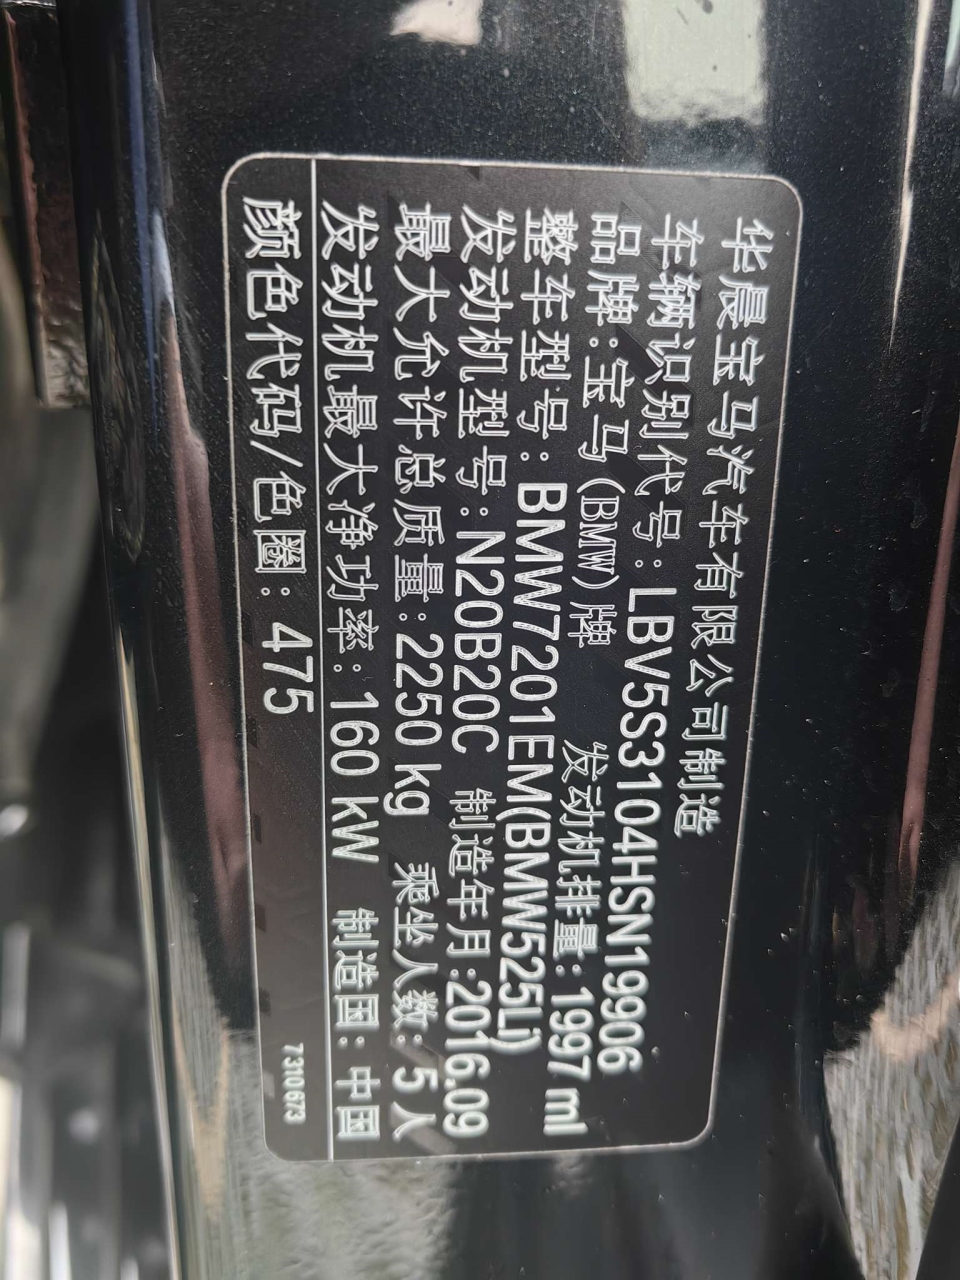 华晨宝马汽车有限公司制造
车辆识别代号:LBV5S3104HSN19906
品牌:宝马(BMW)牌 发动机排量:1997 ml
整车型号:BMW7201EM(BMW525Li)
发动机型号:N20B20C 制造年月:2016.09
最大允许总质量:2250 kg 乘坐人数:5人
发动机最大净功率:160 kW 制造国:中国
颜色代码/色圈:475
7310673